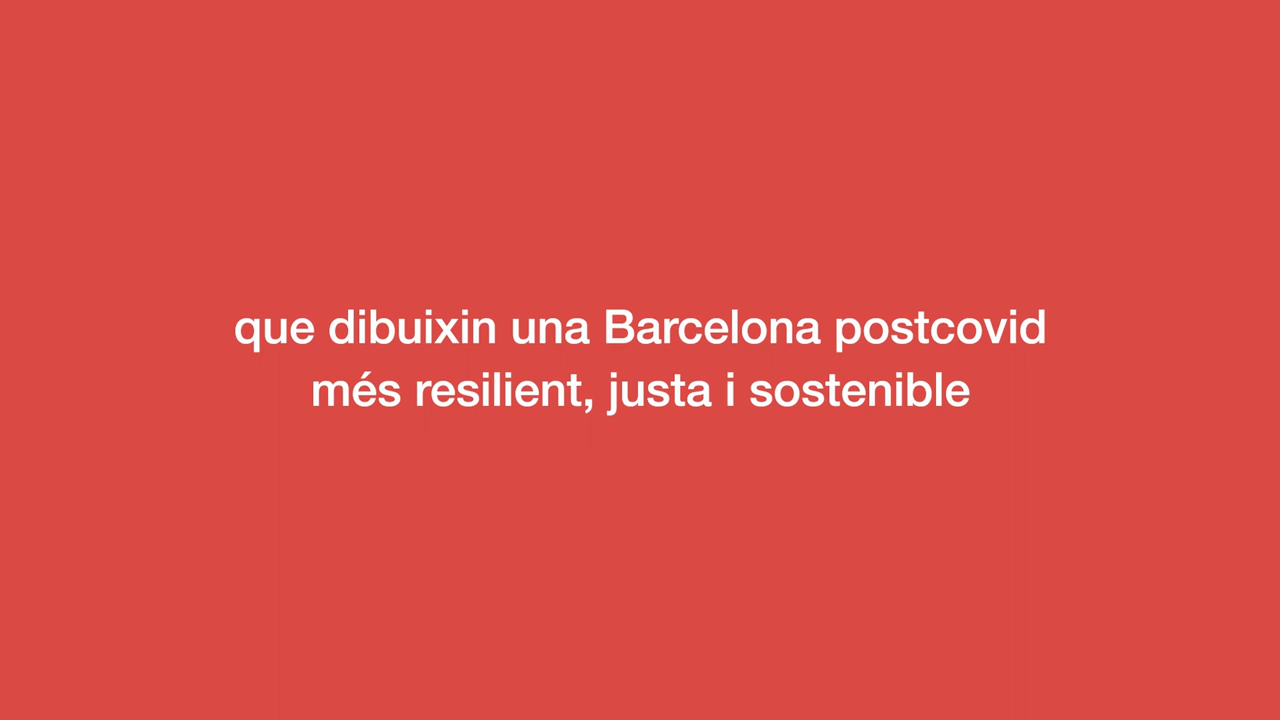 que dibuixin una Barcelona postcovid
més resilient, justa i sostenible